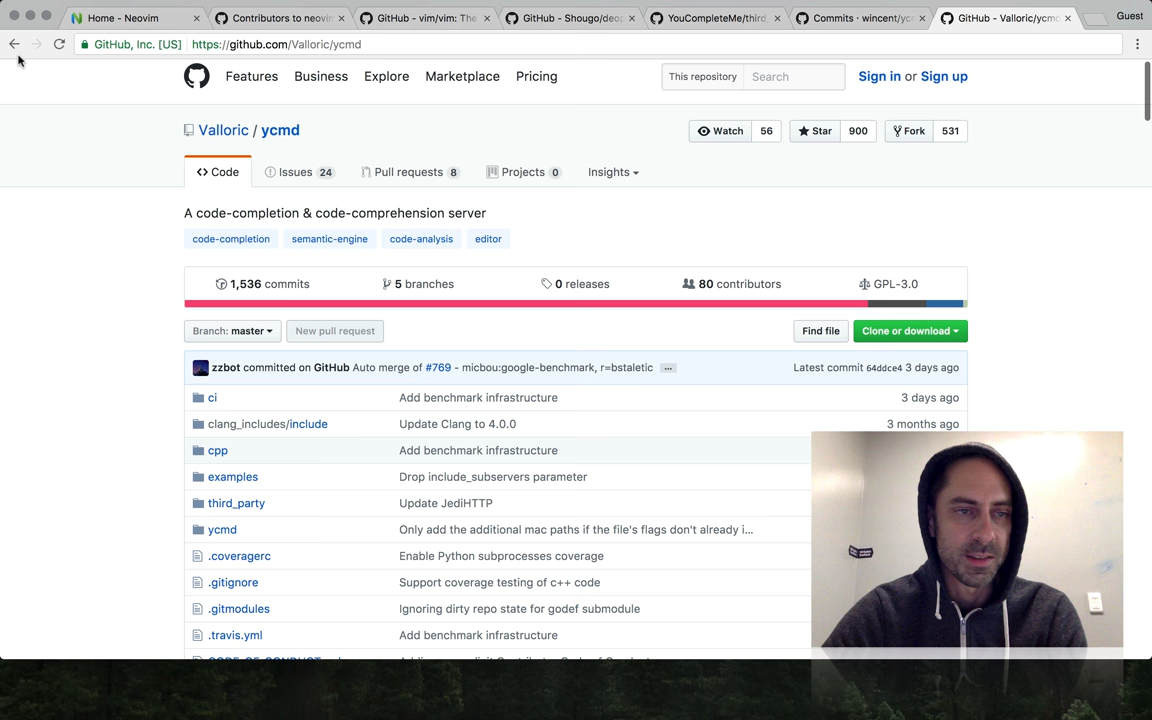 Home - Neovim
Contributors to neovin
GitHub - vim/vim: The
GitHub - Shougo/deop
YouCompleteMe/third_
Commits · wincent/yc
GitHub - Valloric/ycmd
Guest
GitHub, Inc. [US]
https://github.com/Valloric/ycmd
Features
Business
Explore
Marketplace
Pricing
This repository
Search
Sign in or Sign up
Valloric / ycmd
Watch 56
Star 900
Fork 531
Code
Issues 24
Pull requests 8
Projects 0
Insights
A code-completion & code-comprehension server
code-completion
semantic-engine
code-analysis
editor
1,536 commits
5 branches
0 releases
80 contributors
GPL-3.0
Branch: master
New pull request
Find file
Clone or download
zzbot committed on GitHub Auto merge of #769 - micbou:google-benchmark, r=bstaletic ...
Latest commit 64ddce4 3 days ago
ci Add benchmark infrastructure 3 days ago
clang_includes/include Update Clang to 4.0.0 3 months ago
cpp Add benchmark infrastructure
examples Drop include_subservers parameter
third_party Update JediHTTP
ycmd Only add the additional mac paths if the file's flags don't already i...
.coveragerc Enable Python subprocesses coverage
.gitignore Support coverage testing of c++ code
.gitmodules Ignoring dirty repo state for godef submodule
.travis.yml Add benchmark infrastructure